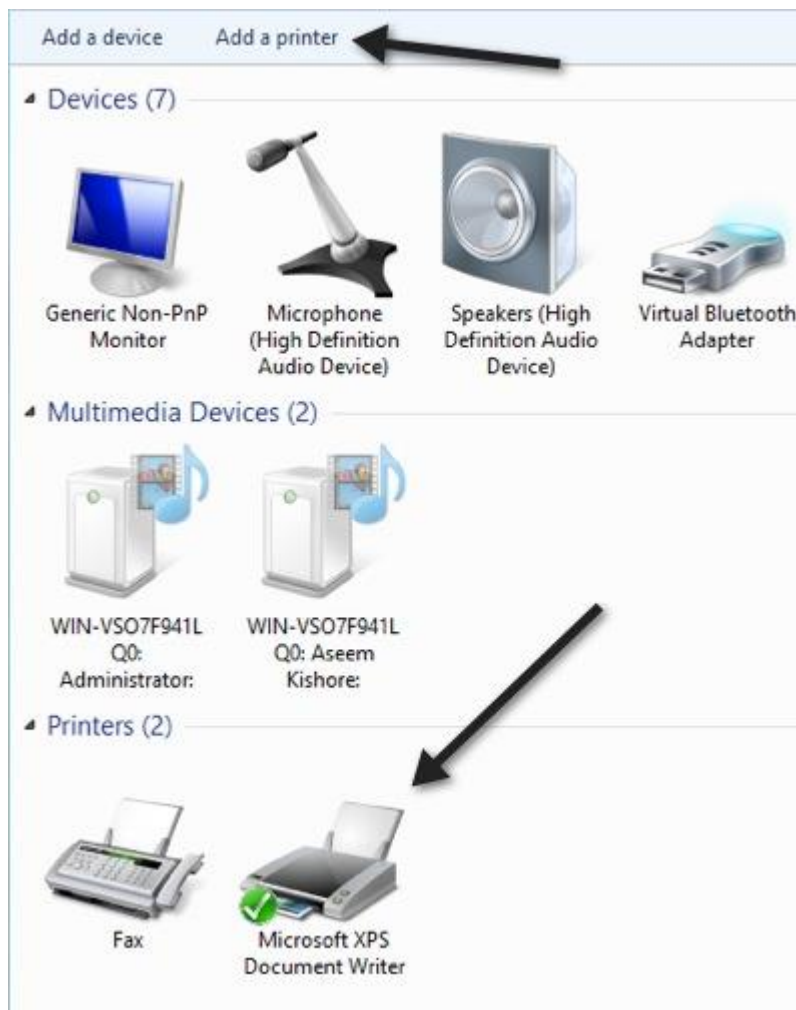 Add a device Add a printer
Devices (7)
Generic Non-PnP
Monitor
Microphone
(High Definition
Audio Device)
Speakers (High
Definition Audio
Device)
Virtual Bluetooth
Adapter
Multimedia Devices (2)
WIN-VSO7F941L
Q0:
Administrator:
WIN-VSO7F941L
Q0: Aseem
Kishore:
Printers (2)
Fax
Microsoft XPS
Document Writer